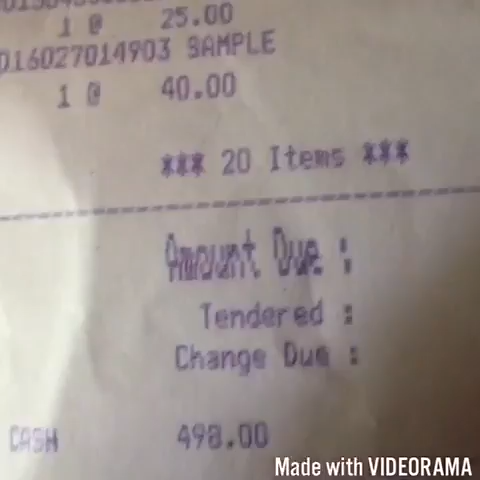 1 @ 25.00
D16027014903 SAMPLE
1 @ 40.00
*** 20 Items ***
Amount Due :
Tendered :
Change Due :
CASH 498.00
Made with VIDEORAMA